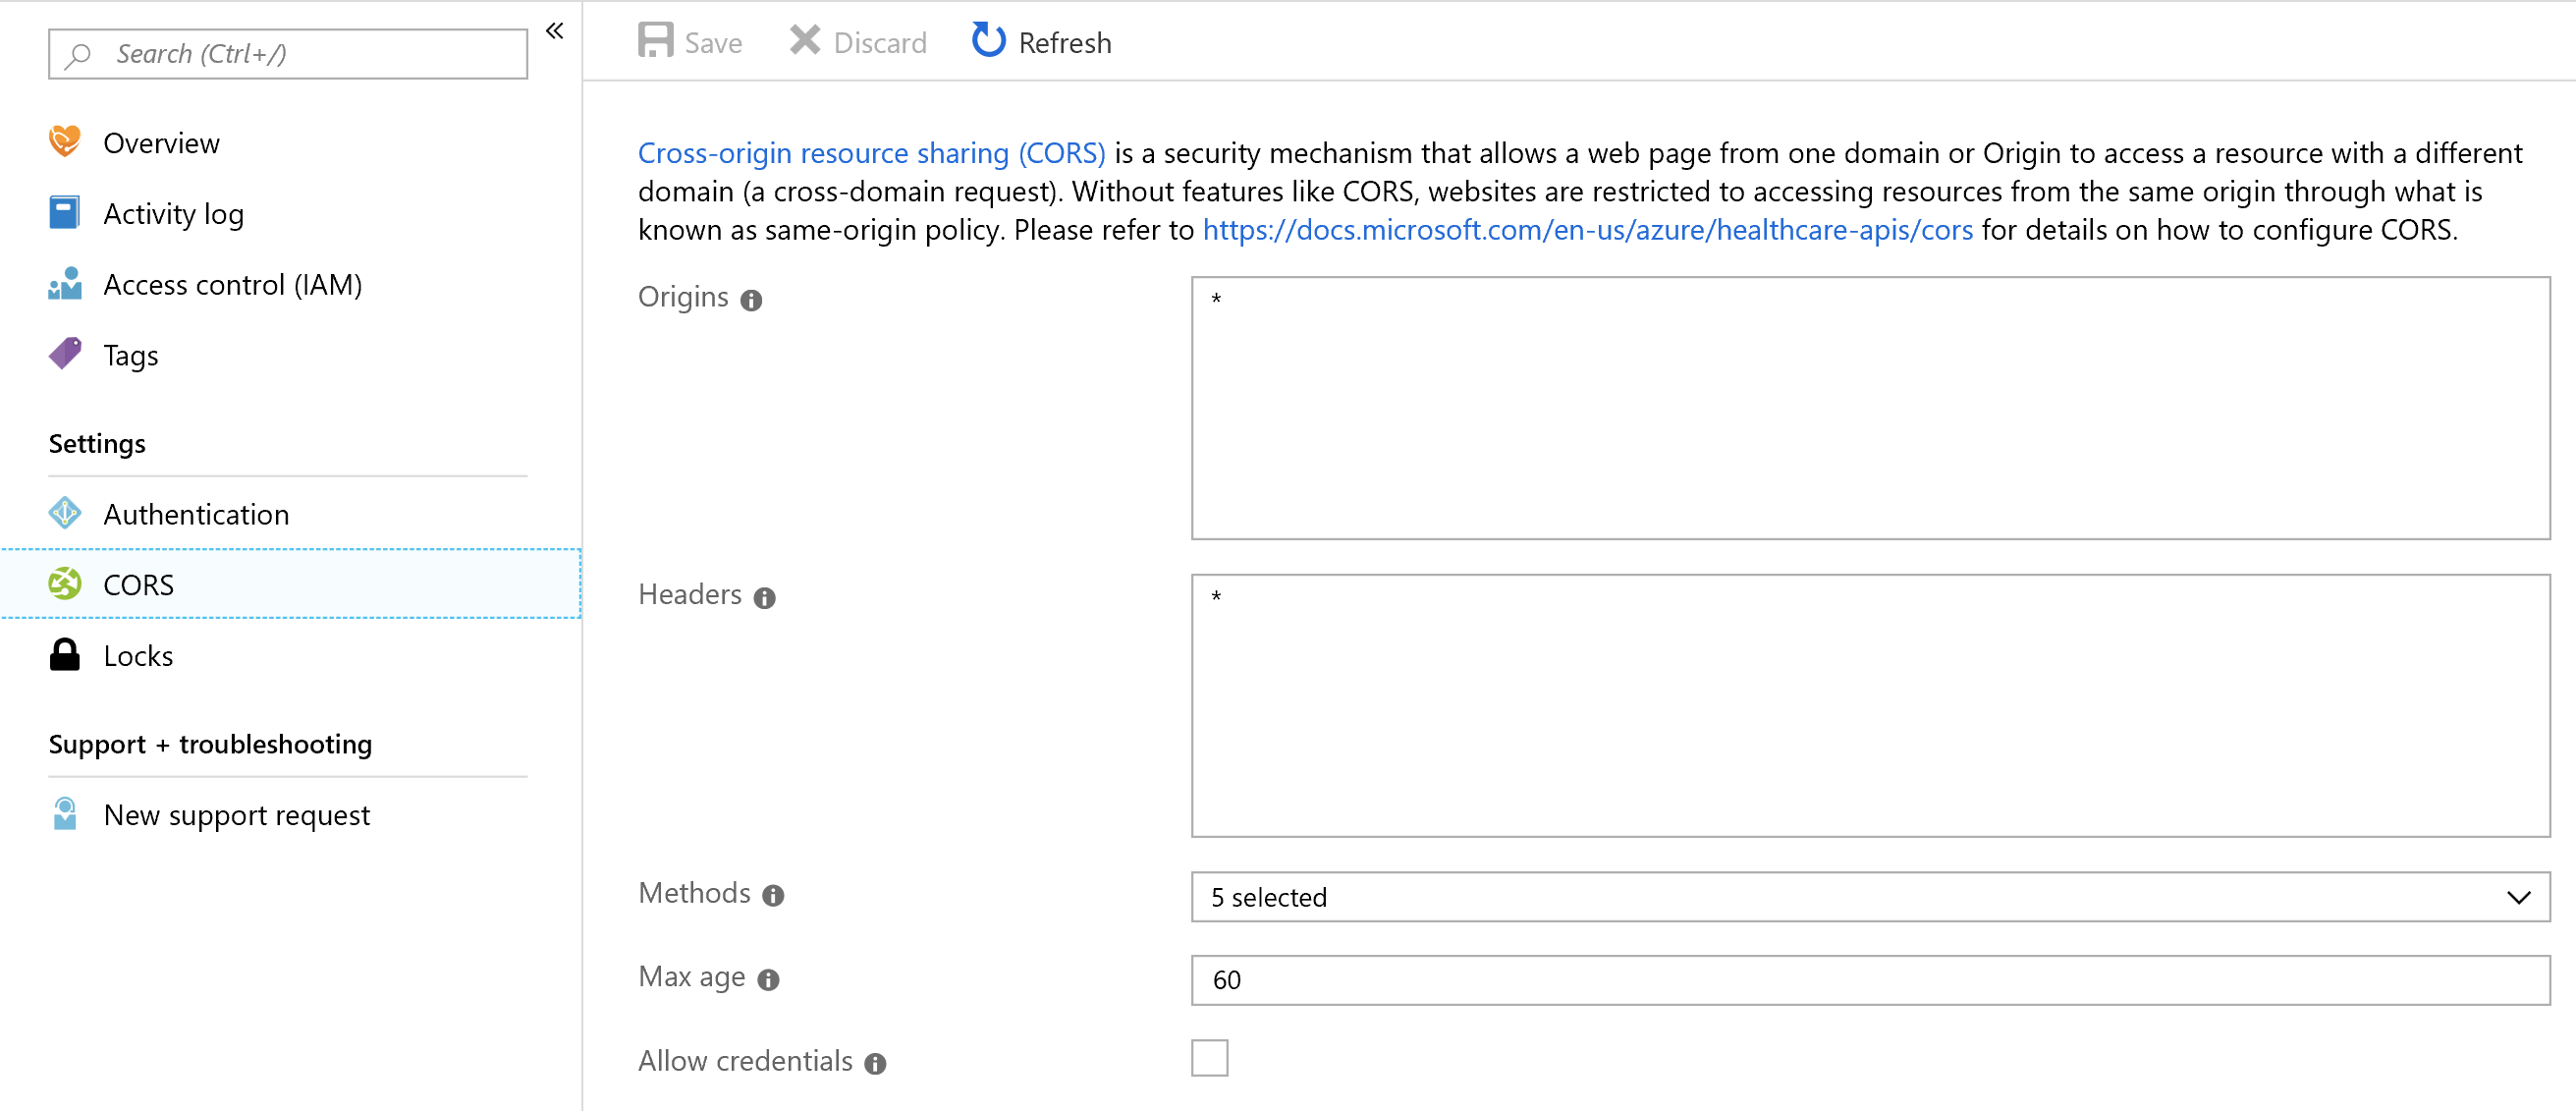 Search (Ctrl+/)
«
Overview
Activity log
Access control (IAM)
Tags
Settings
Authentication
CORS
Locks
Support + troubleshooting
New support request
Save
Discard
Refresh
Cross-origin resource sharing (CORS) is a security mechanism that allows a web page from one domain or Origin to access a resource with a different
domain (a cross-domain request). Without features like CORS, websites are restricted to accessing resources from the same origin through what is
known as same-origin policy. Please refer to https://docs.microsoft.com/en-us/azure/healthcare-apis/cors for details on how to configure CORS.
Origins
*
Headers
*
Methods
5 selected
Max age
60
Allow credentials